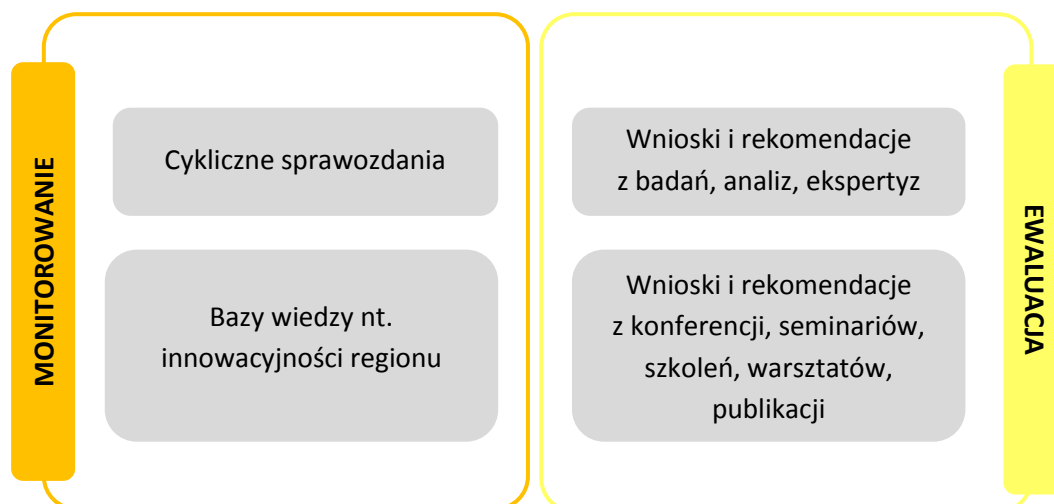 MONITOROWANIE
Cykliczne sprawozdania
Bazy wiedzy nt.
innowacyjności regionu
Wnioski i rekomendacje
z badań, analiz, ekspertyz
Wnioski i rekomendacje
z konferencji, seminariów,
szkoleń, warsztatów,
publikacji
EWALUACJA